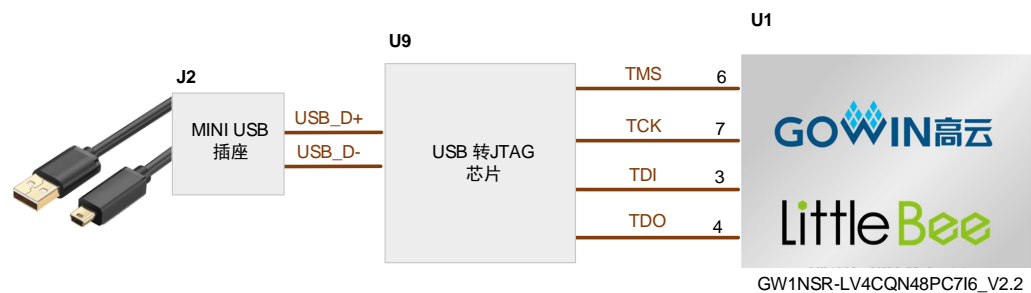 U1
U9
J2
MINI USB
插座
USB_D+
USB_D-
USB 转JTAG
芯片
TMS 6
TCK 7
TDI 3
TDO 4
GOWIN高云
LittleBee
GW1NSR-LV4CQN48PC7I6_V2.2